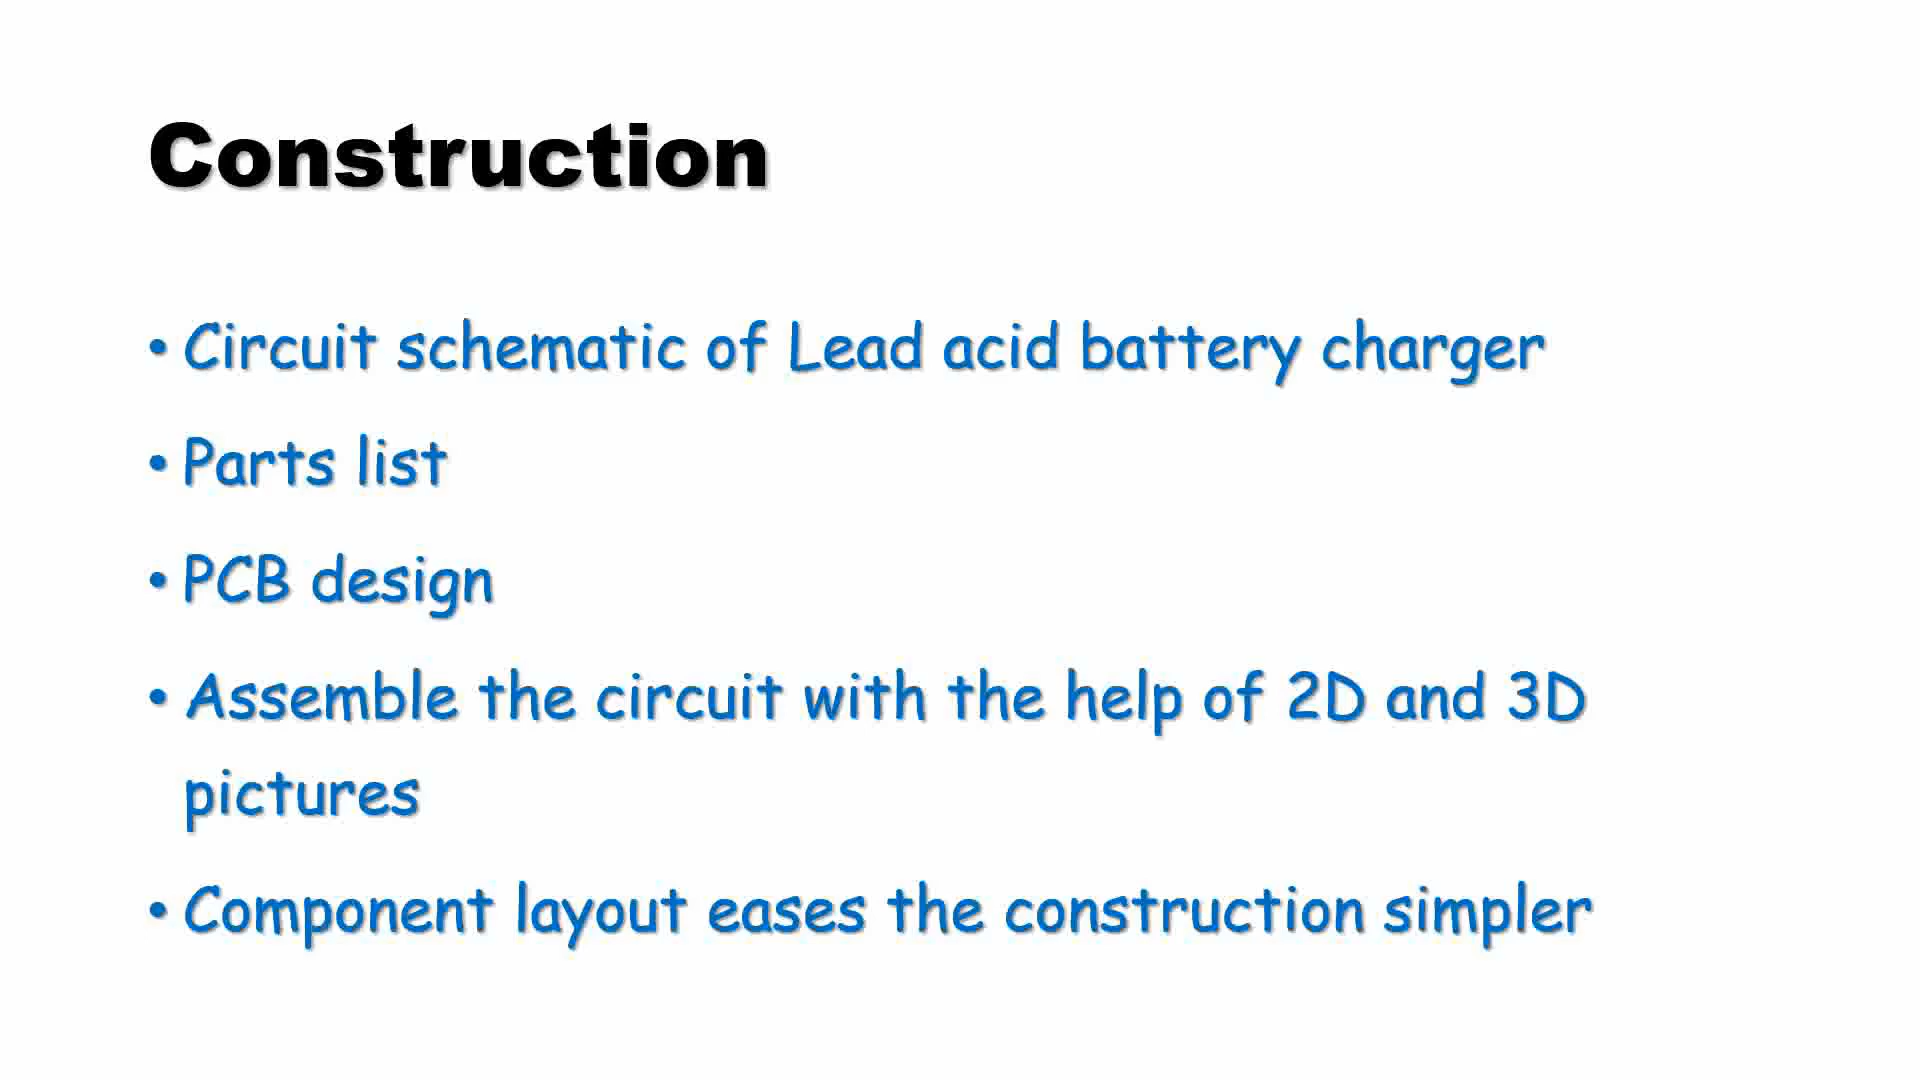 Construction
• Circuit schematic of Lead acid battery charger
• Parts list
• PCB design
• Assemble the circuit with the help of 2D and 3D
pictures
• Component layout eases the construction simpler